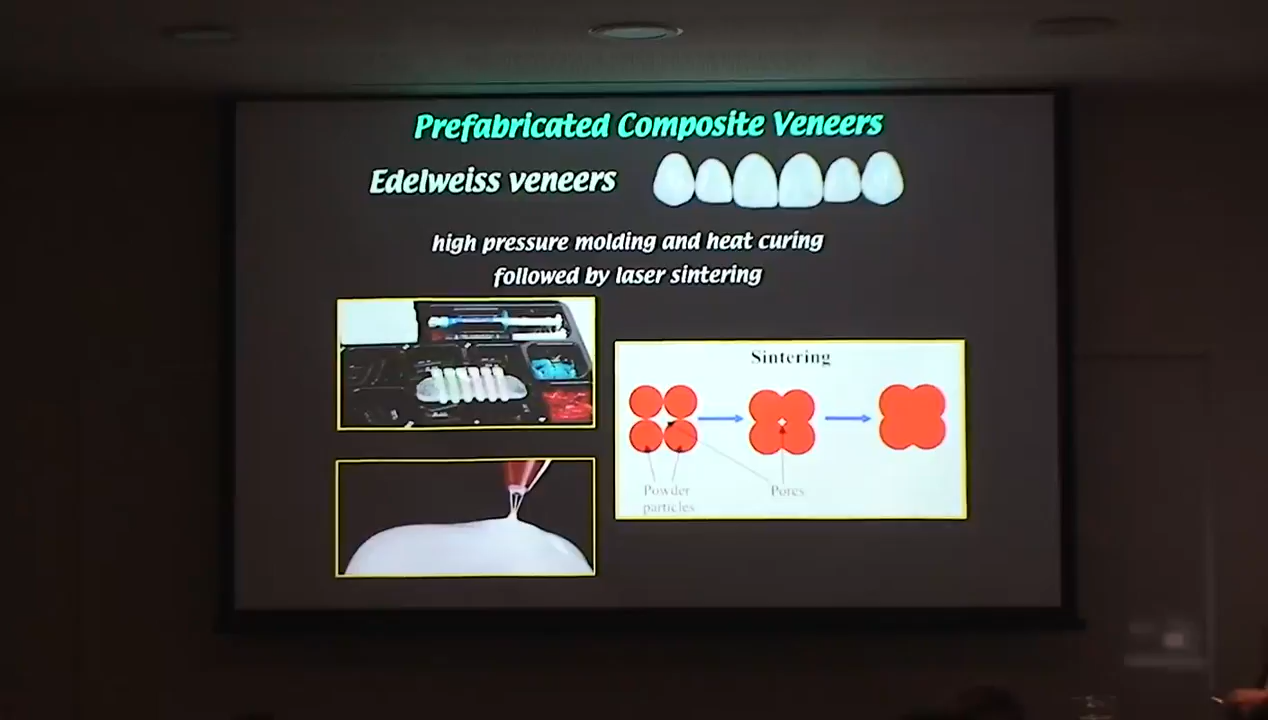 Prefabricated Composite Veneers
Edelweiss veneers
high pressure molding and heat curing
followed by laser sintering
Sintering
Powder
particles
Pores